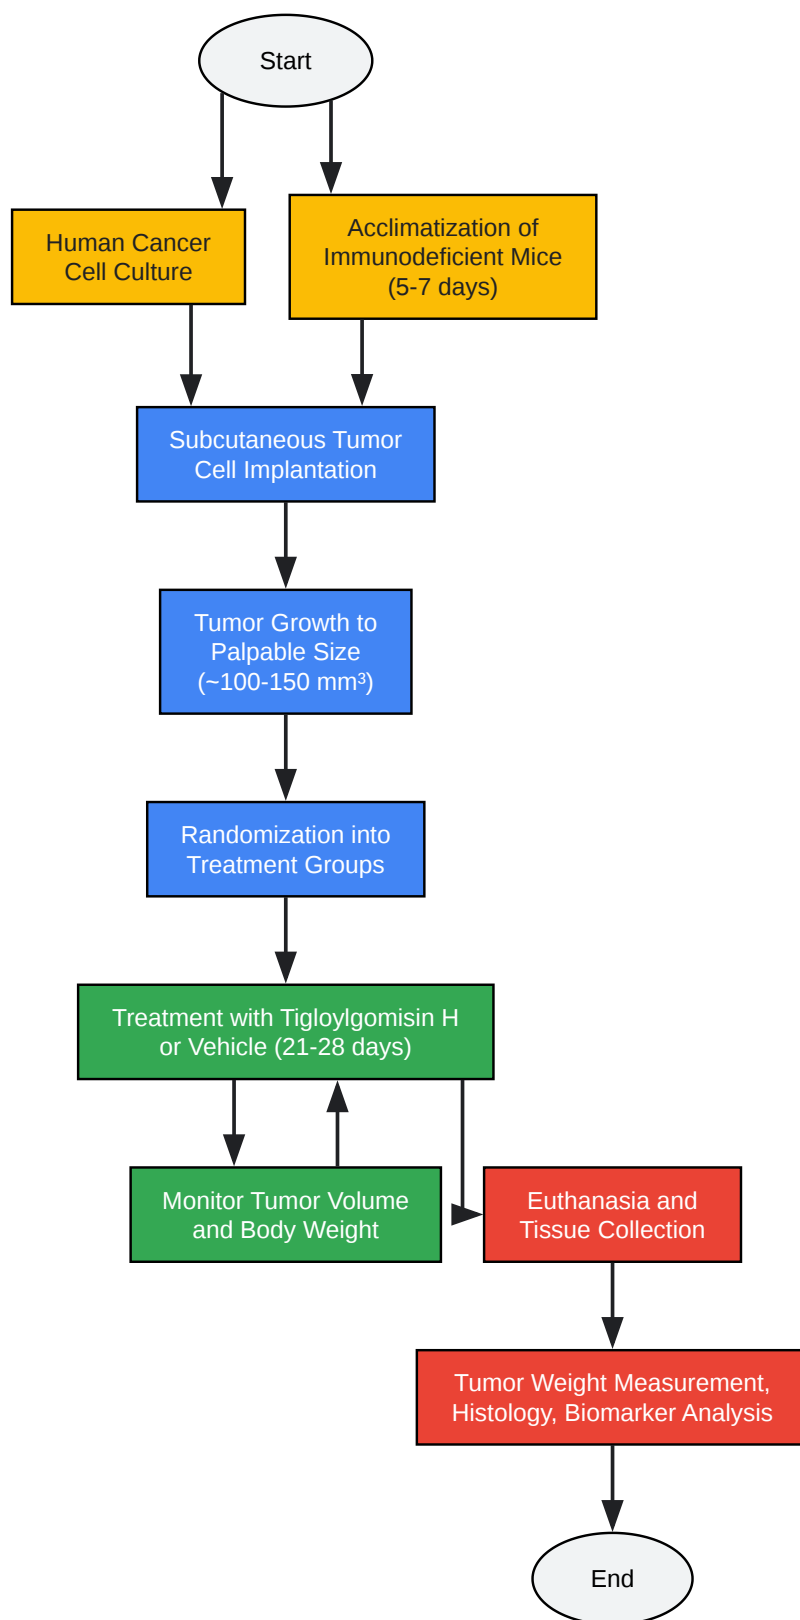 Start
Human Cancer
Cell Culture
Acclimatization of
Immunodeficient Mice
(5-7 days)
Subcutaneous Tumor
Cell Implantation
Tumor Growth to
Palpable Size
(~100-150 mm³)
Randomization into
Treatment Groups
Treatment with Tigloylgomisin H
or Vehicle (21-28 days)
Monitor Tumor Volume
and Body Weight
Euthanasia and
Tissue Collection
Tumor Weight Measurement,
Histology, Biomarker Analysis
End